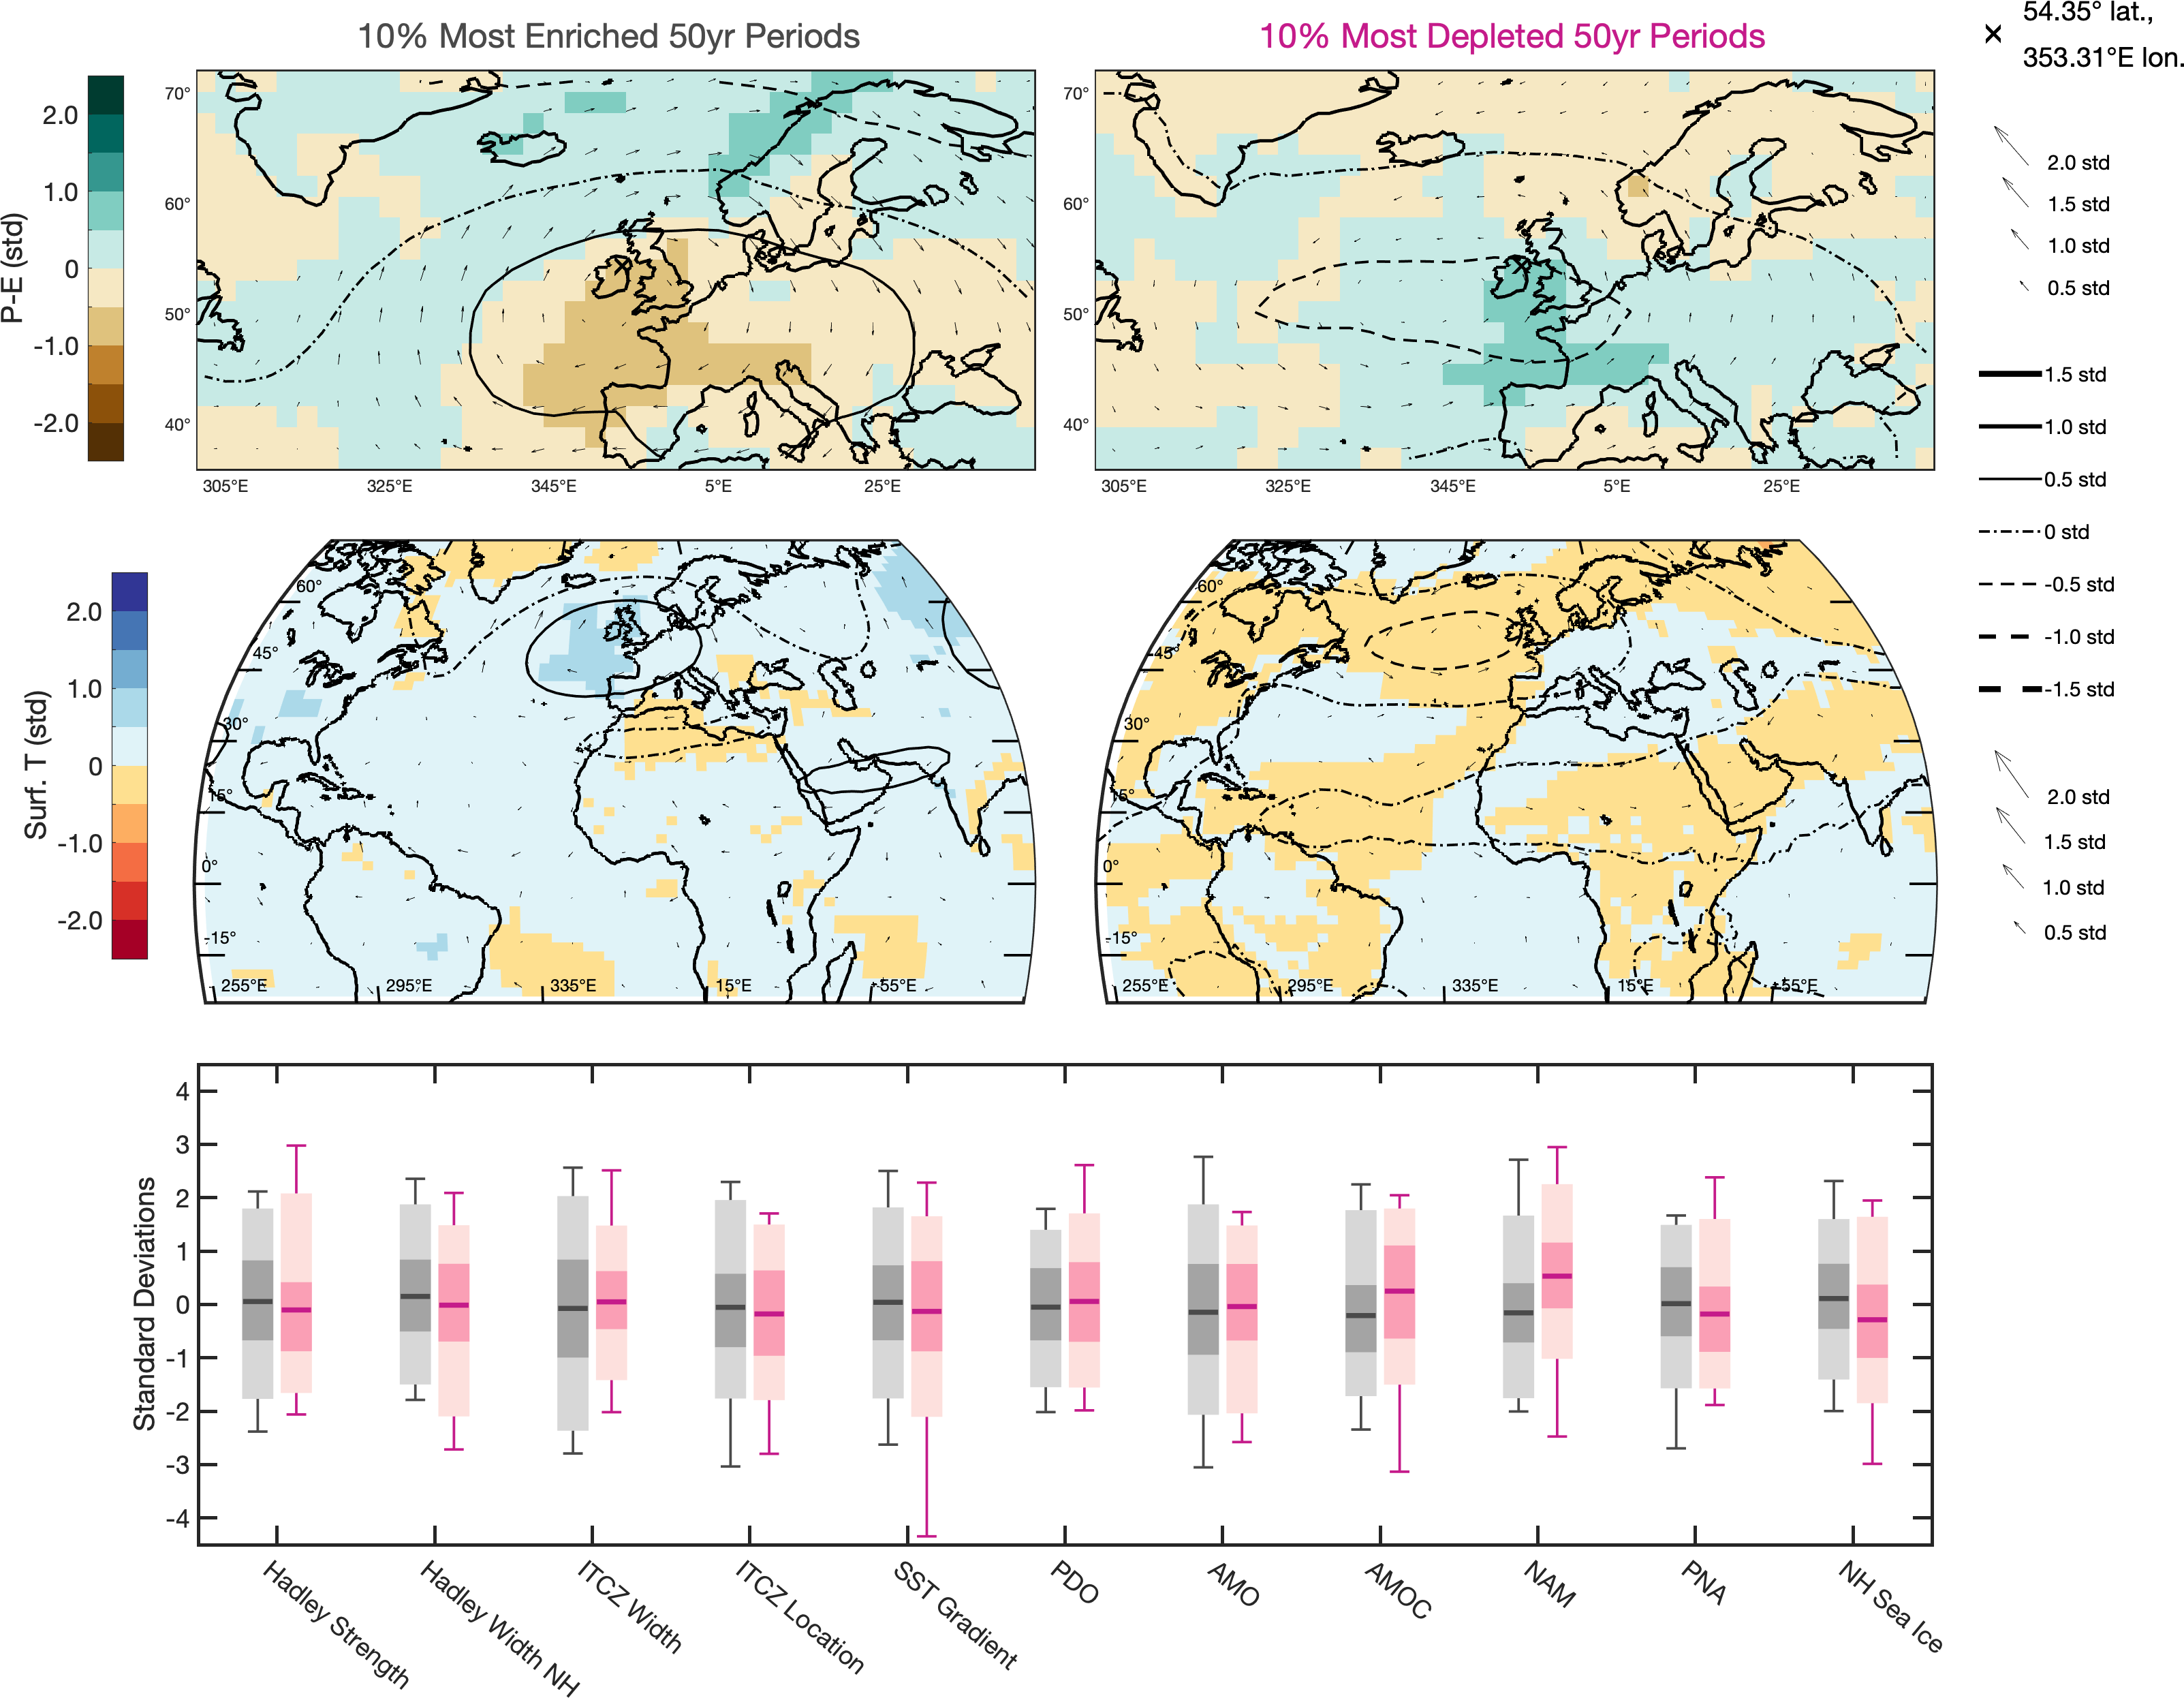 10% Most Enriched 50yr Periods
10% Most Depleted 50yr Periods
54.35° lat.,
353.31°E lon.
P-E (std)
2.0
1.0
0
-1.0
-2.0
70°
60°
50°
40°
305°E 325°E 345°E 5°E 25°E
70°
60°
50°
40°
305°E 325°E 345°E 5°E 25°E
2.0 std
1.5 std
1.0 std
0.5 std
1.5 std
1.0 std
0.5 std
0 std
-0.5 std
-1.0 std
-1.5 std
Surf. T (std)
2.0
1.0
0
-1.0
-2.0
60°
45°
30°
15°
0°
-15°
255°E 295°E 335°E 15°E 55°E
60°
45°
30°
15°
0°
-15°
255°E 295°E 335°E 15°E 55°E
2.0 std
1.5 std
1.0 std
0.5 std
Standard Deviations
4
3
2
1
0
-1
-2
-3
-4
Hadley Strength
Hadley Width NH
ITCZ Width
ITCZ Location
SST Gradient
PDO
AMO
AMOC
NAM
PNA
NH Sea Ice